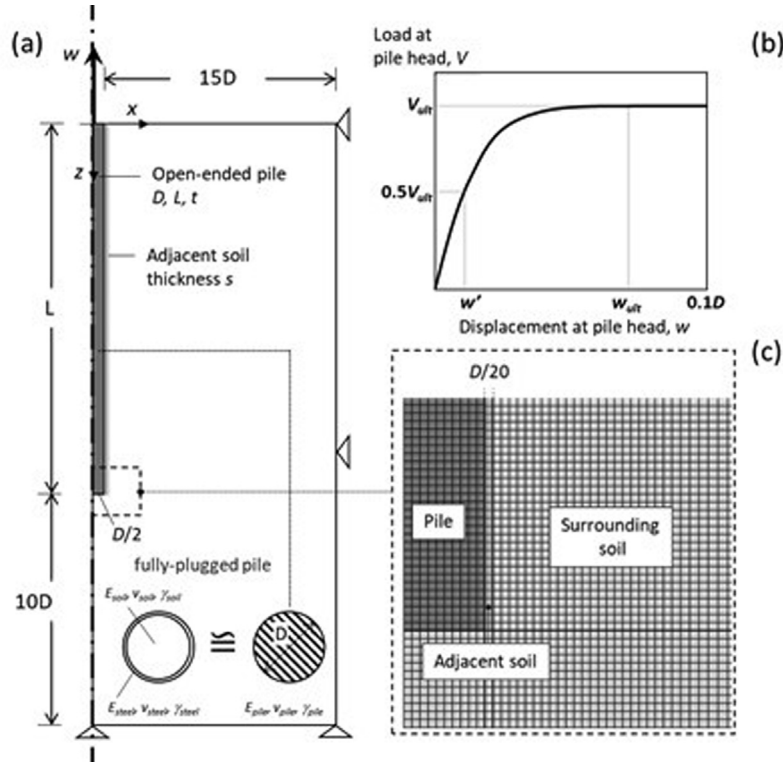 (a)
w
15D
x
z
Open-ended pile
D, L, t
Adjacent soil
thickness s
L
D/2
fully-plugged pile
10D
E_soil, ν_soil, γ_soil
≅
D
E_steel, ν_steel, γ_steel
E_pile, ν_pile, γ_pile
(b)
Load at
pile head, V
V_ult
0.5V_ult
w'
w_ult
0.1D
Displacement at pile head, w
(c)
D/20
Pile
Surrounding
soil
Adjacent soil